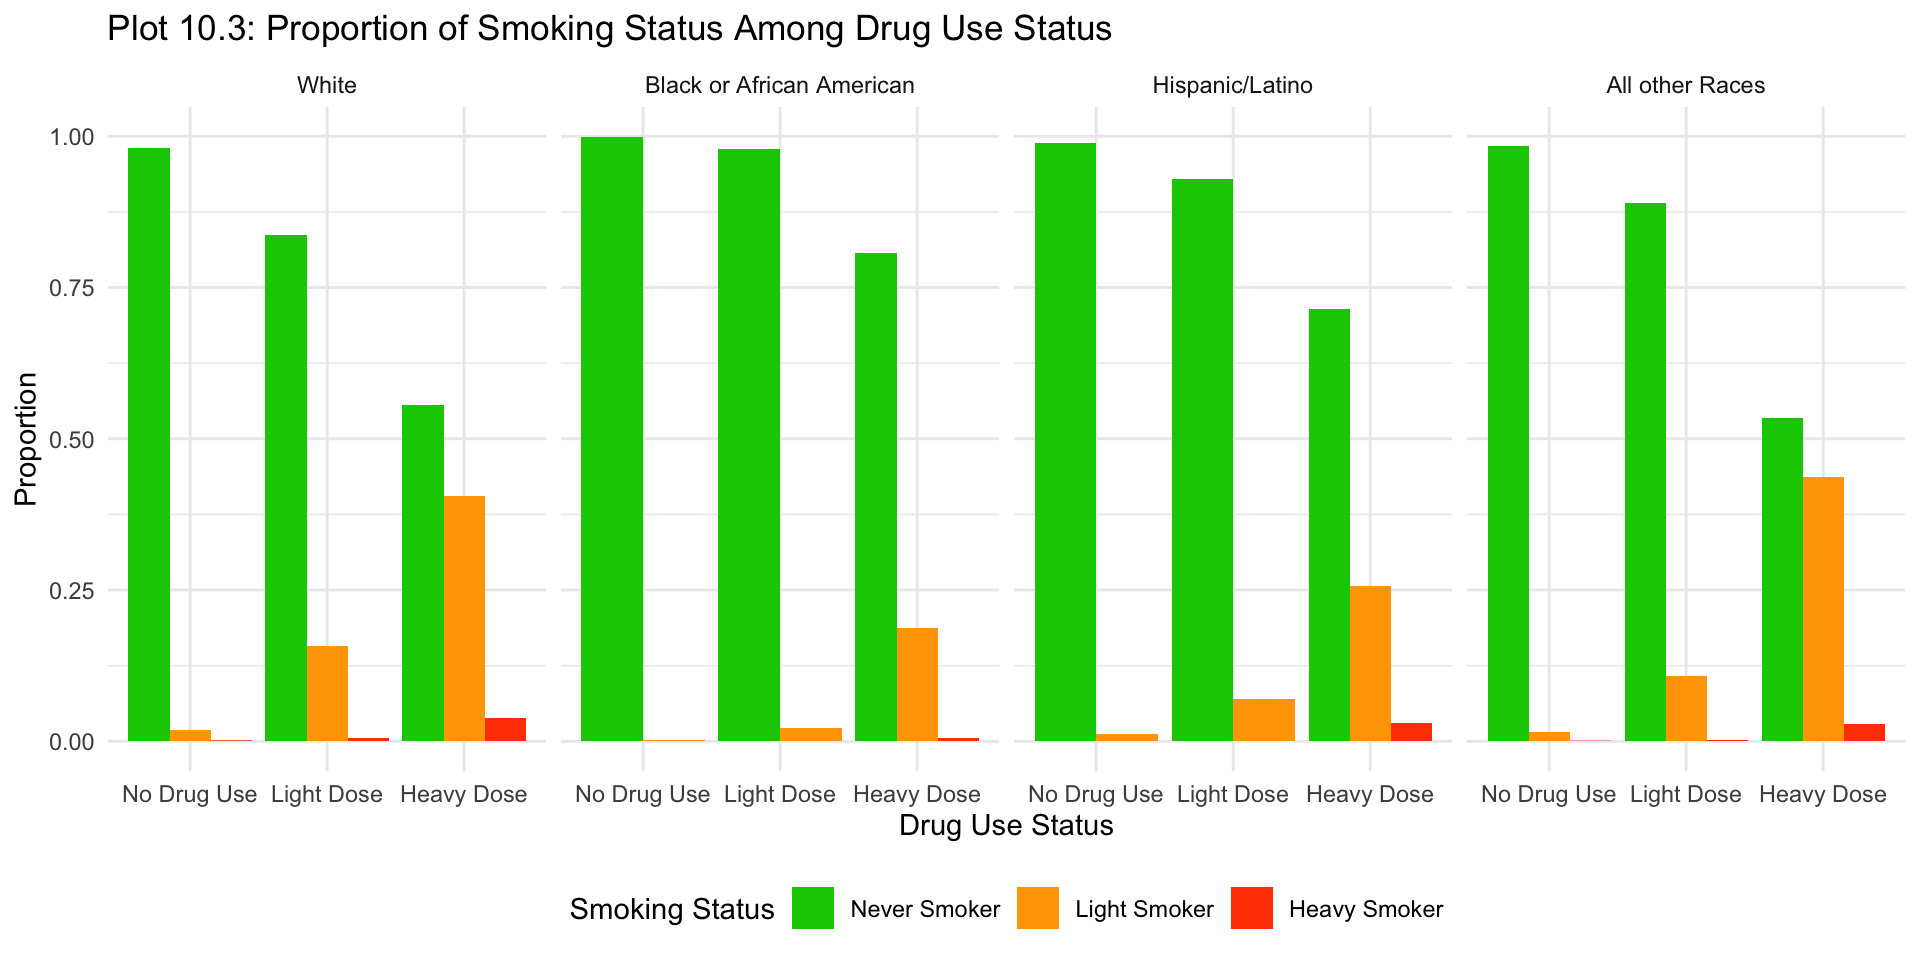 Plot 10.3: Proportion of Smoking Status Among Drug Use Status
White Black or African American Hispanic/Latino All other Races
1.00
0.75
0.50
0.25
0.00
Proportion
No Drug Use Light Dose Heavy Dose No Drug Use Light Dose Heavy Dose No Drug Use Light Dose Heavy Dose No Drug Use Light Dose Heavy Dose
Drug Use Status
Smoking Status Never Smoker Light Smoker Heavy Smoker